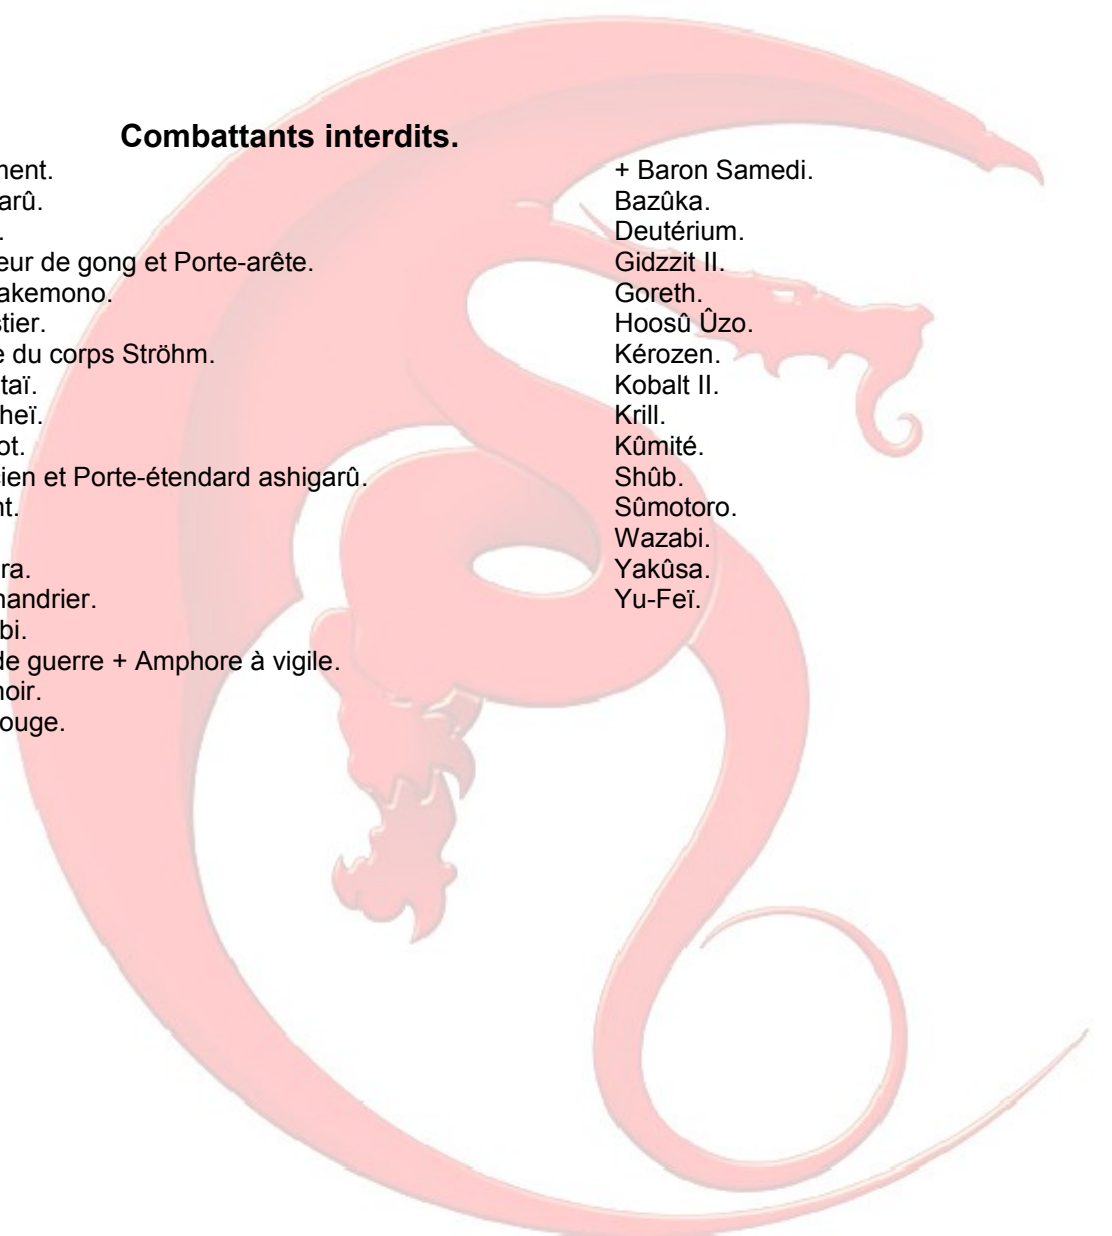 Combattants interdits.
ment.
arû.
.
eur de gong et Porte-arête.
akemono.
stier.
e du corps Ströhm.
taï.
heï.
ot.
sien et Porte-étendard ashigarû.
nt.
ra.
nandrier.
bi.
de guerre + Amphore à vigile.
noir.
ouge.
+ Baron Samedi.
Bazûka.
Deutérium.
Gidzzit II.
Goreth.
Hoosû Ûzo.
Kérozen.
Kobalt II.
Krill.
Kûmité.
Shûb.
Sûmotoro.
Wazabi.
Yakûsa.
Yu-Feï.